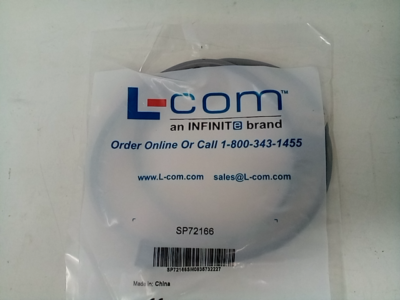 L-com™
an INFINITe brand
Order Online Or Call 1-800-343-1455
www.L-com.com sales@L-com.com
SP72166
Made in: China